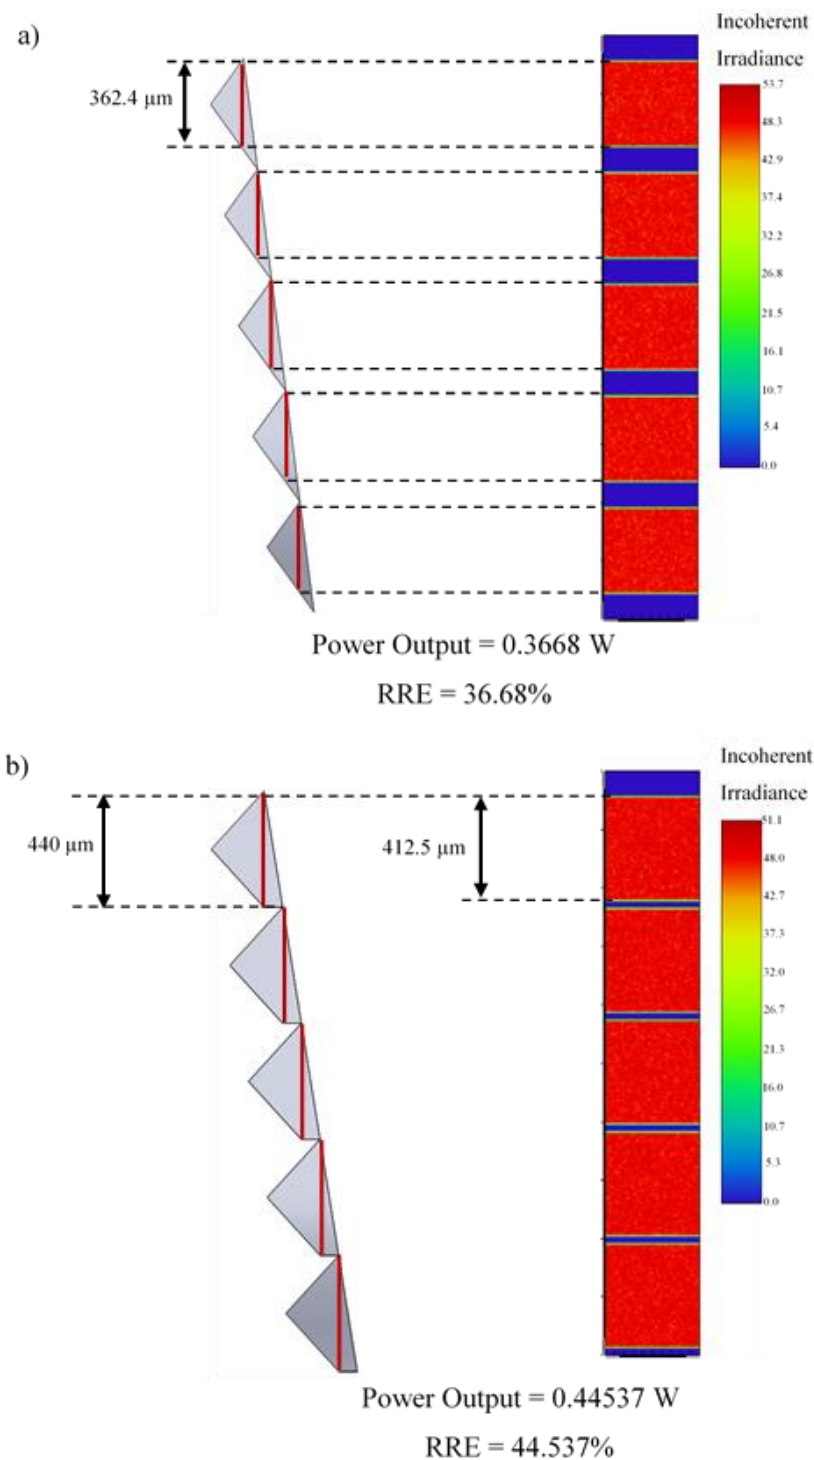 a)
Incoherent
Irradiance
362.4 μm
53.7
48.3
42.9
37.4
32.2
26.8
21.5
16.1
10.7
5.4
0.0
Power Output = 0.3668 W
RRE = 36.68%
b)
Incoherent
Irradiance
440 μm
412.5 μm
51.1
48.0
42.7
37.3
32.0
26.7
21.3
16.0
10.7
5.3
0.0
Power Output = 0.44537 W
RRE = 44.537%